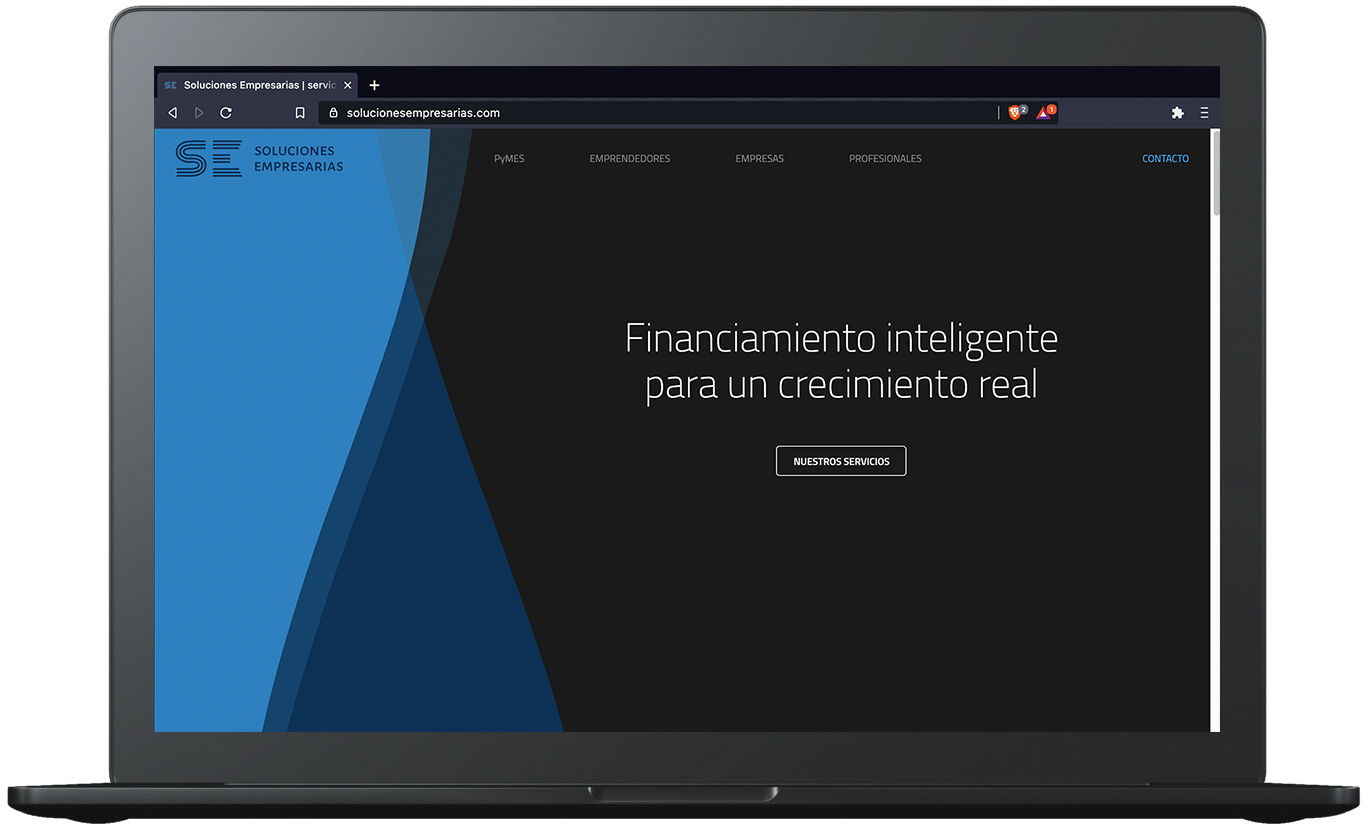 SE Soluciones Empresarias | servic
solucionesempresarias.com
2
1
SE
SOLUCIONES
EMPRESARIAS
PyMES
EMPRENDEDORES
EMPRESAS
PROFESIONALES
CONTACTO
Financiamiento inteligente
para un crecimiento real
NUESTROS SERVICIOS